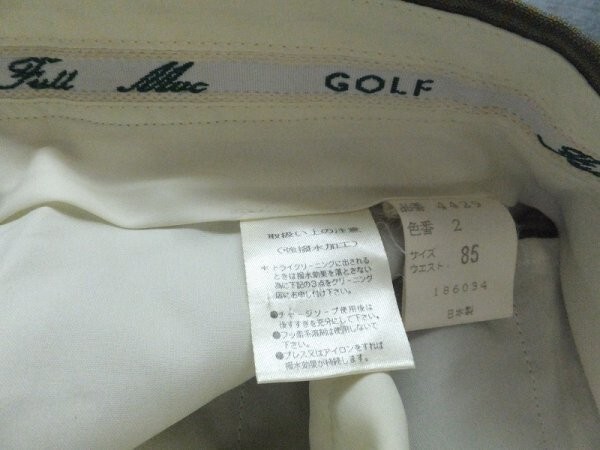 Full Mac GOLF
取扱い上の注意
(強撥水加工)
＊ドライクリーニングに出される
ときは撥水効果を落とさない
為に下記の3点をクリーニング
店にお申し付け下さい。
●チャージソープ使用後は
後すすぎを充分にして下さい。
●フッ素系溶剤は使用しないで
下さい。
●プレス又はアイロンをすれば
撥水効果が持続します。
品番 4425
色番 2
サイズ
ウエスト 85
186034
日本製